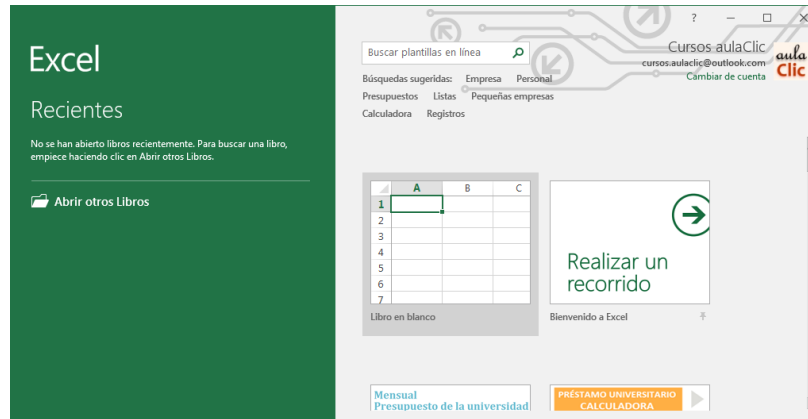 Excel
Recientes
No se han abierto libros recientemente. Para buscar una libro,
empiece haciendo clic en Abrir otros Libros.
Abrir otros Libros
?
Buscar plantillas en línea
Cursos aulaClic
cursos.aulaclic@outlook.com
Cambiar de cuenta
aula
Clic
Búsquedas sugeridas: Empresa Personal
Presupuestos Listas Pequeñas empresas
Calculadora Registros
A B C
1
2
3
4
5
6
7
Libro en blanco
Realizar un
recorrido
Bienvenido a Excel
Mensual
Presupuesto de la universidad
PRÉSTAMO UNIVERSITARIO
CALCULADORA